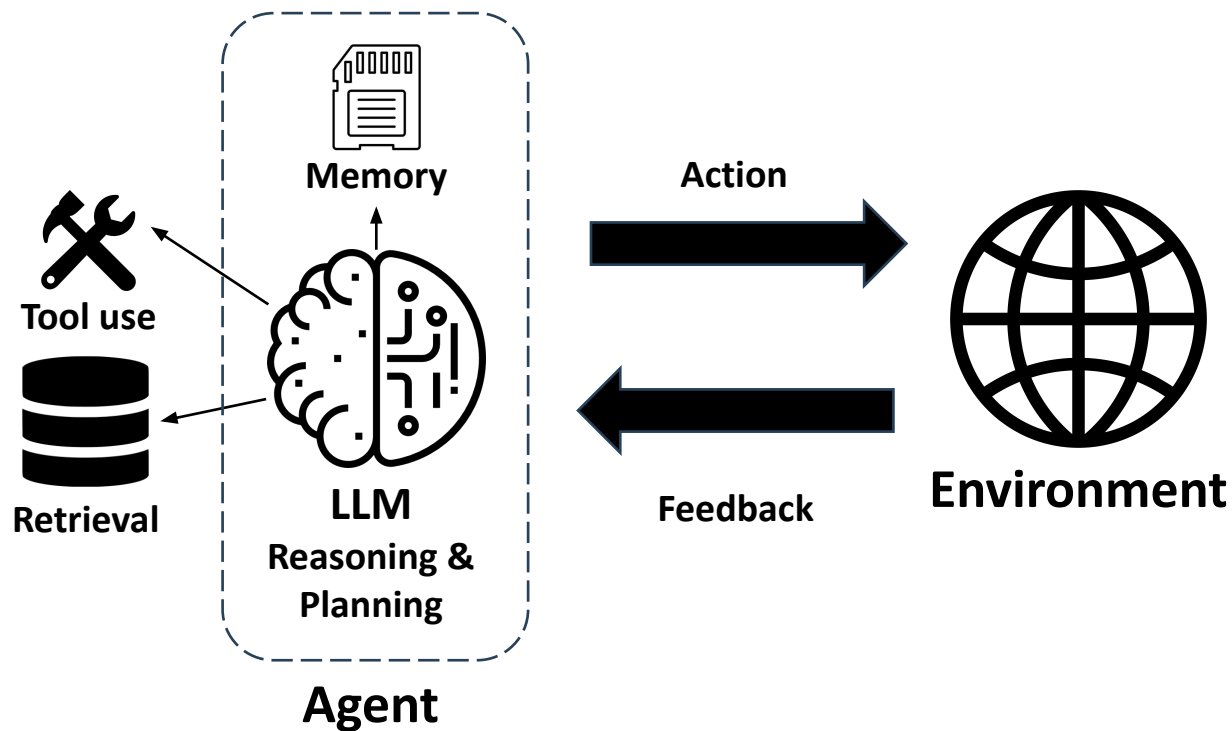 Memory
Action
Tool use
Retrieval
LLM
Reasoning &
Planning
Feedback
Environment
Agent